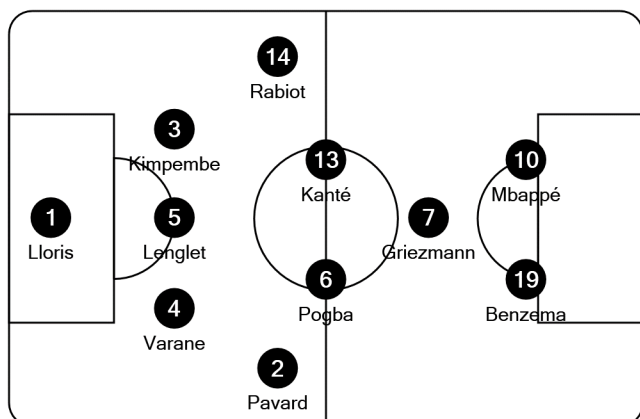 14
Rabiot
3
Kimpembe
13
Kanté
10
Mbappé
1
Lloris
5
Lenglet
7
Griezmann
6
Pogba
19
Benzema
4
Varane
2
Pavard